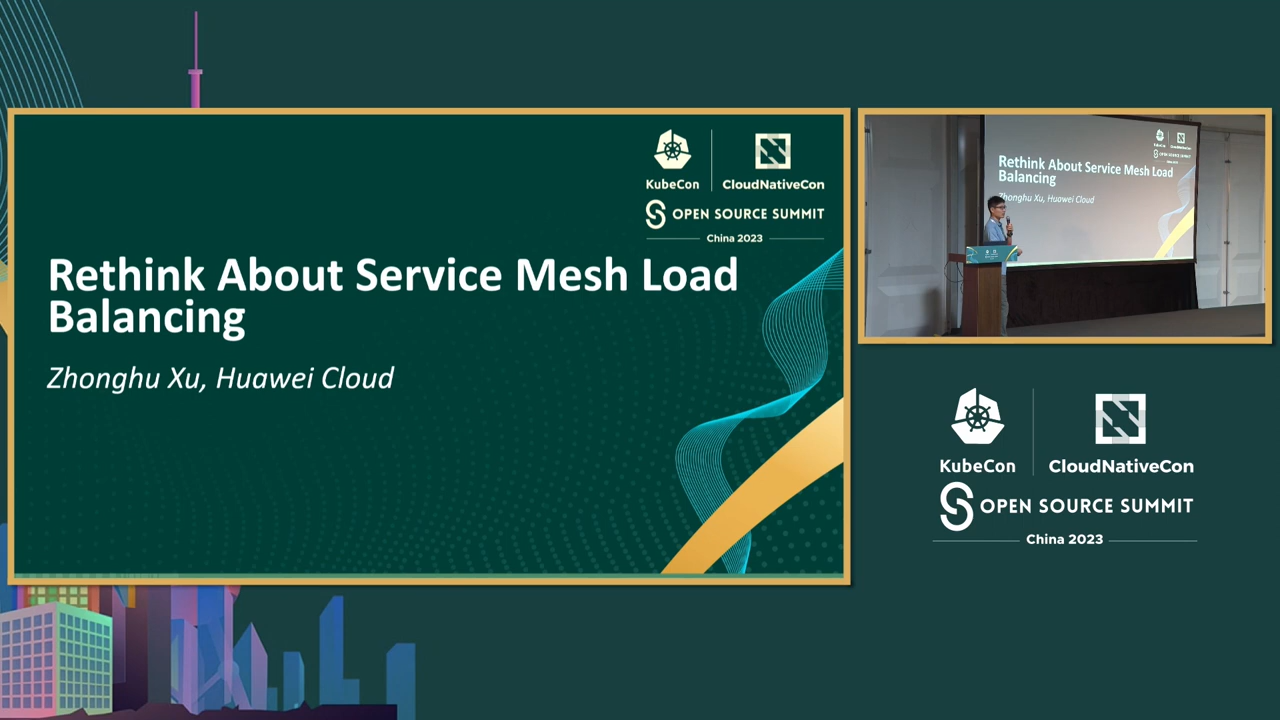 KubeCon
CloudNativeCon
OPEN SOURCE SUMMIT
China 2023
Rethink About Service Mesh Load
Balancing
Zhonghu Xu, Huawei Cloud
Rethink About Service Mesh Load
Balancing
Zhonghu Xu, Huawei Cloud
KubeCon
CloudNativeCon
OPEN SOURCE SUMMIT
China 2023